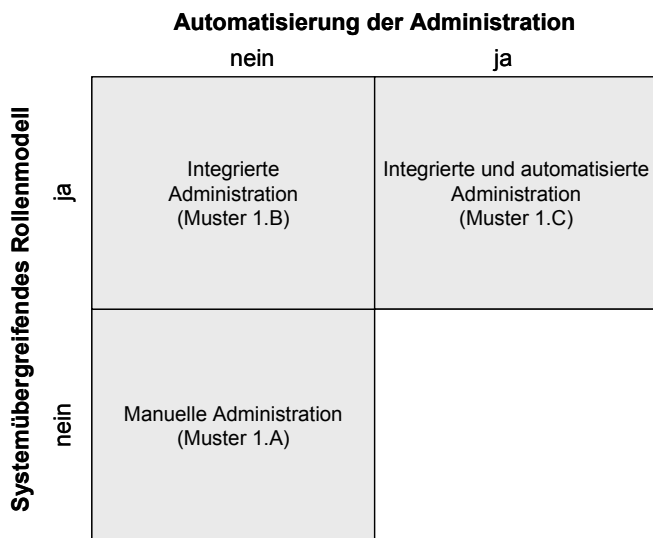 Automatisierung der Administration
nein
ja
Systemübergreifendes Rollenmodell
ja
Integrierte
Administration
(Muster 1.B)
Integrierte und automatisierte
Administration
(Muster 1.C)
nein
Manuelle Administration
(Muster 1.A)